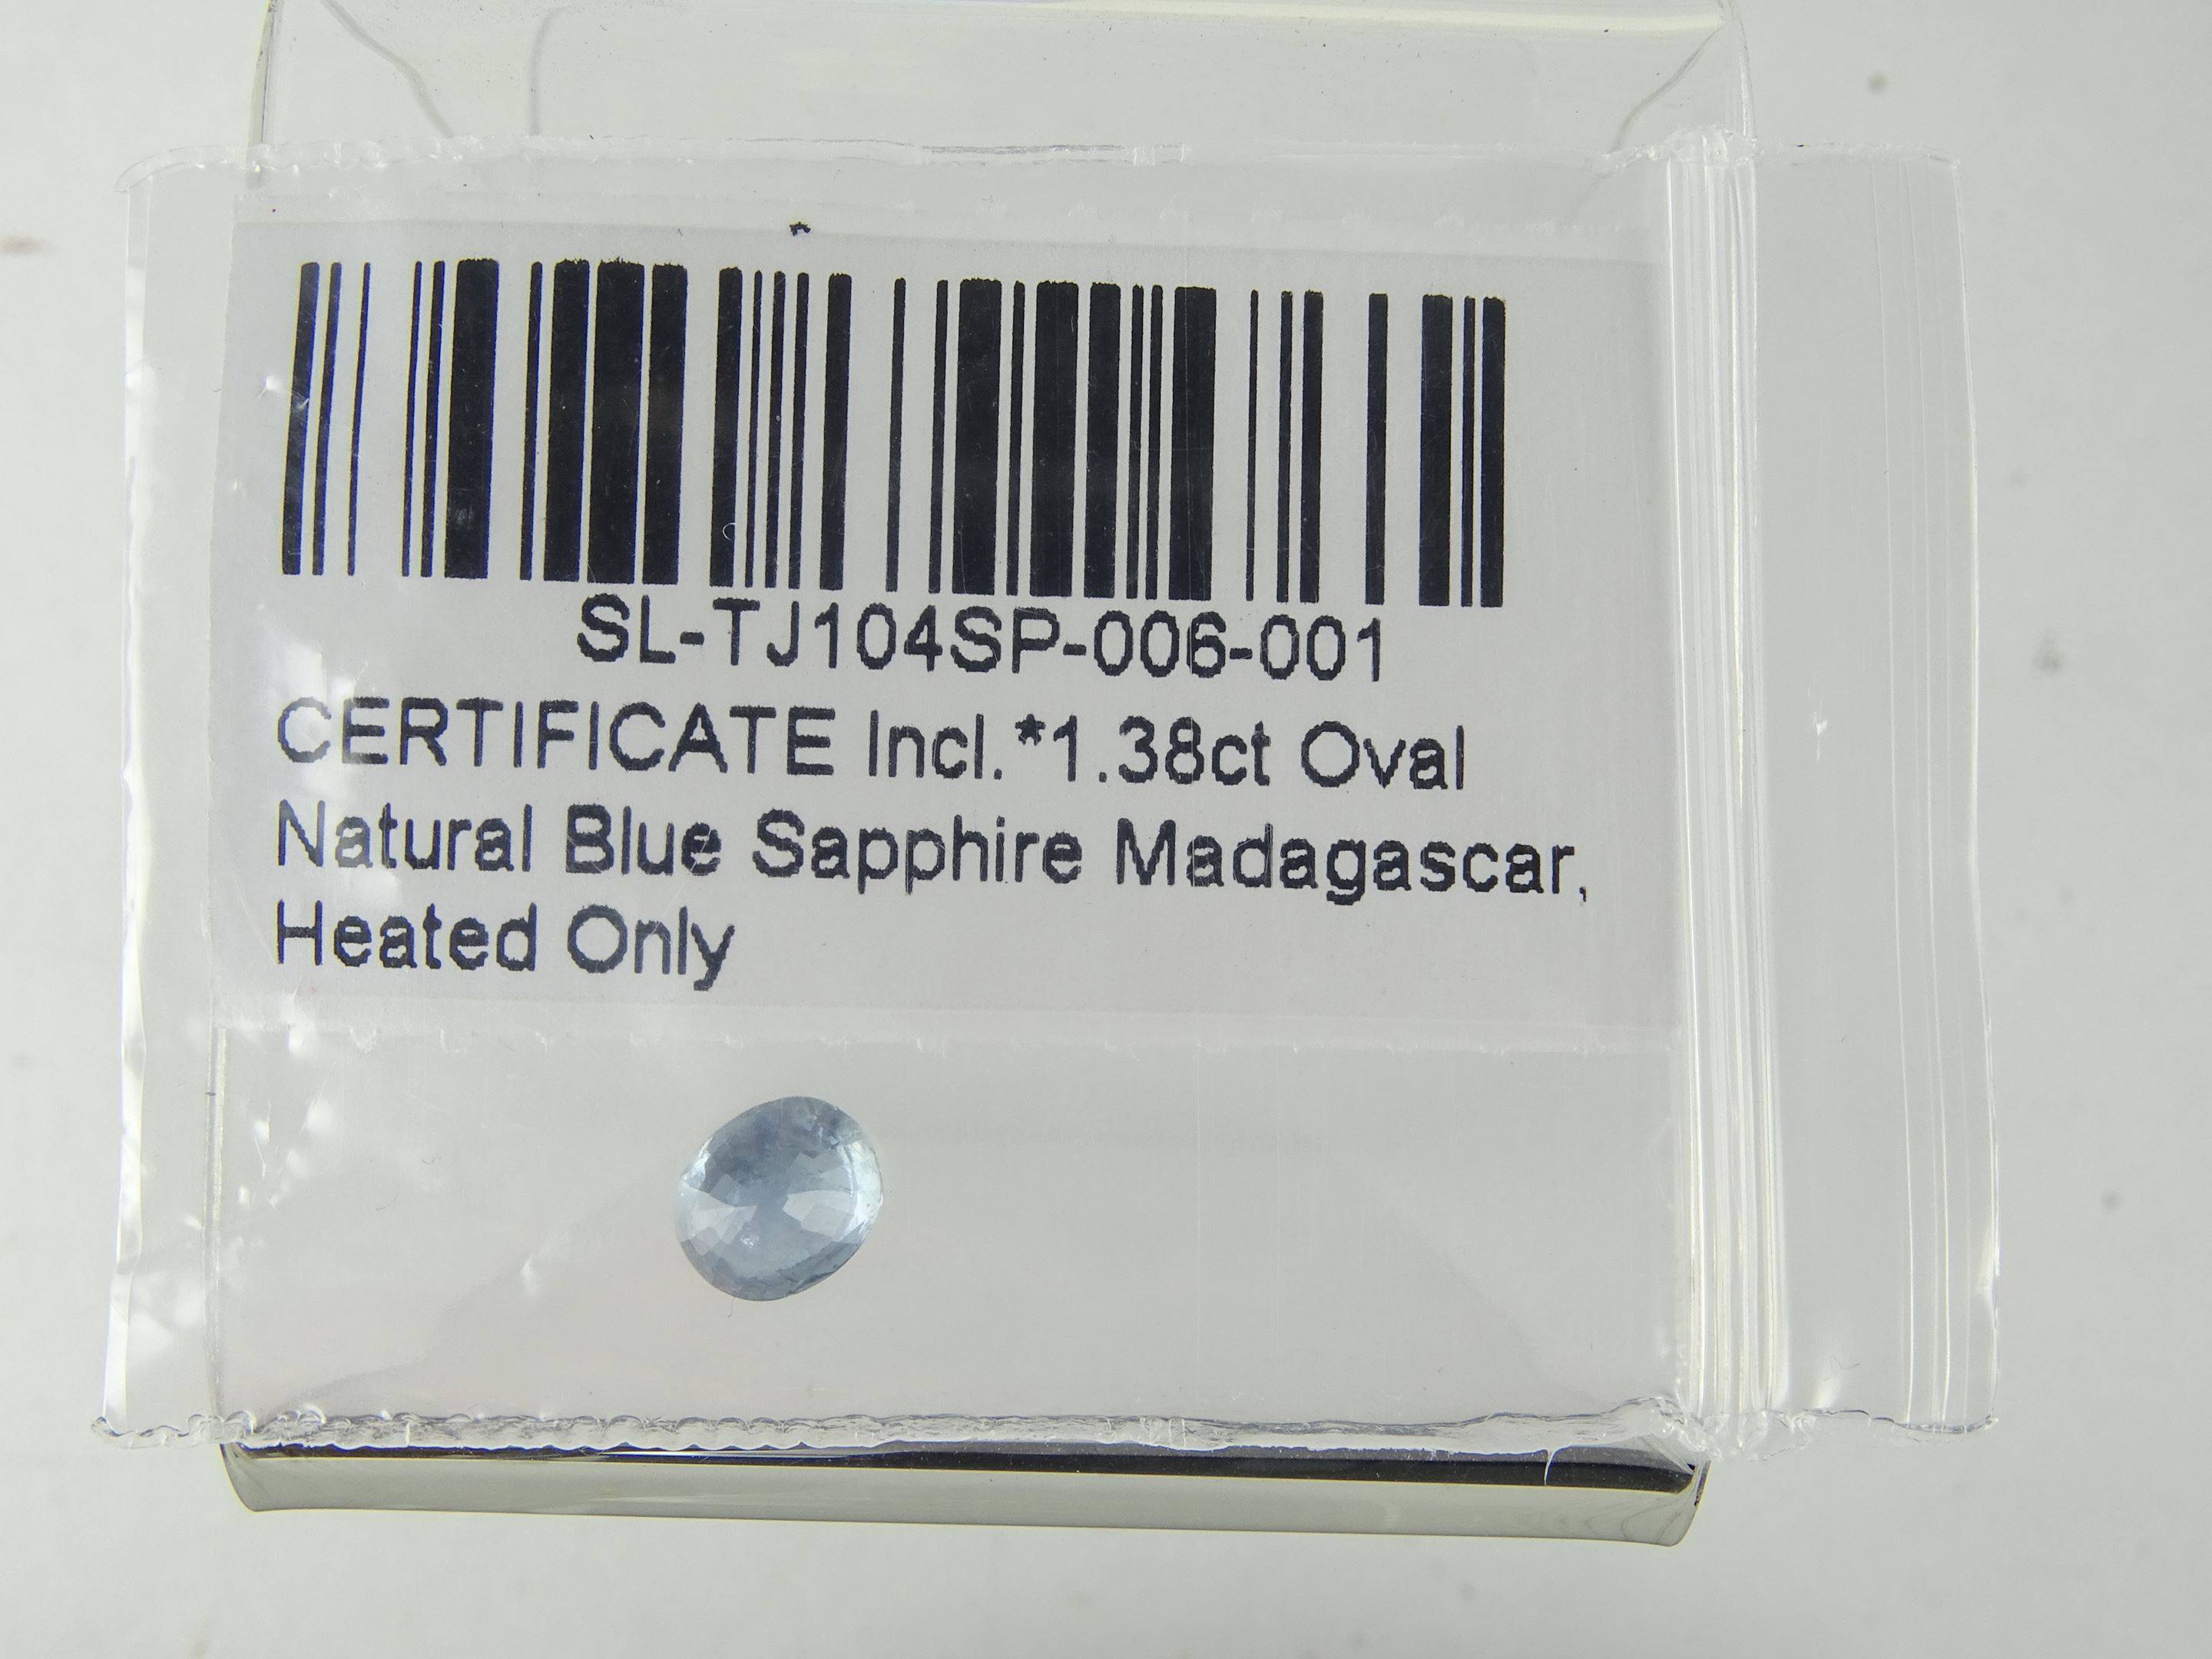 SL-TJ104SP-006-001
CERTIFICATE Incl.*1.38ct Oval
Natural Blue Sapphire Madagascar,
Heated Only